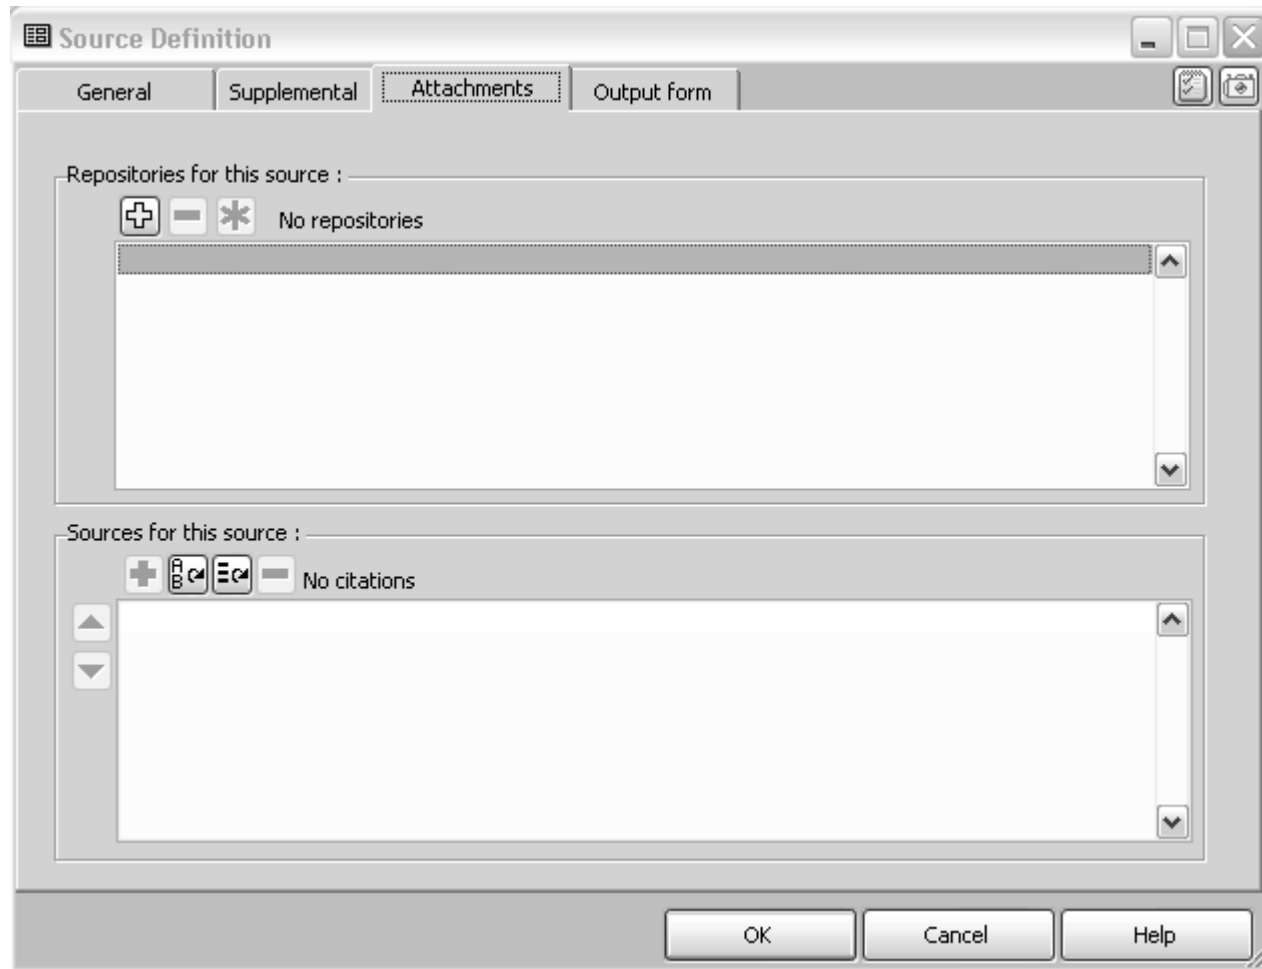 Source Definition
General Supplemental Attachments Output form
Repositories for this source :
No repositories
Sources for this source :
A
B
No citations
OK Cancel Help